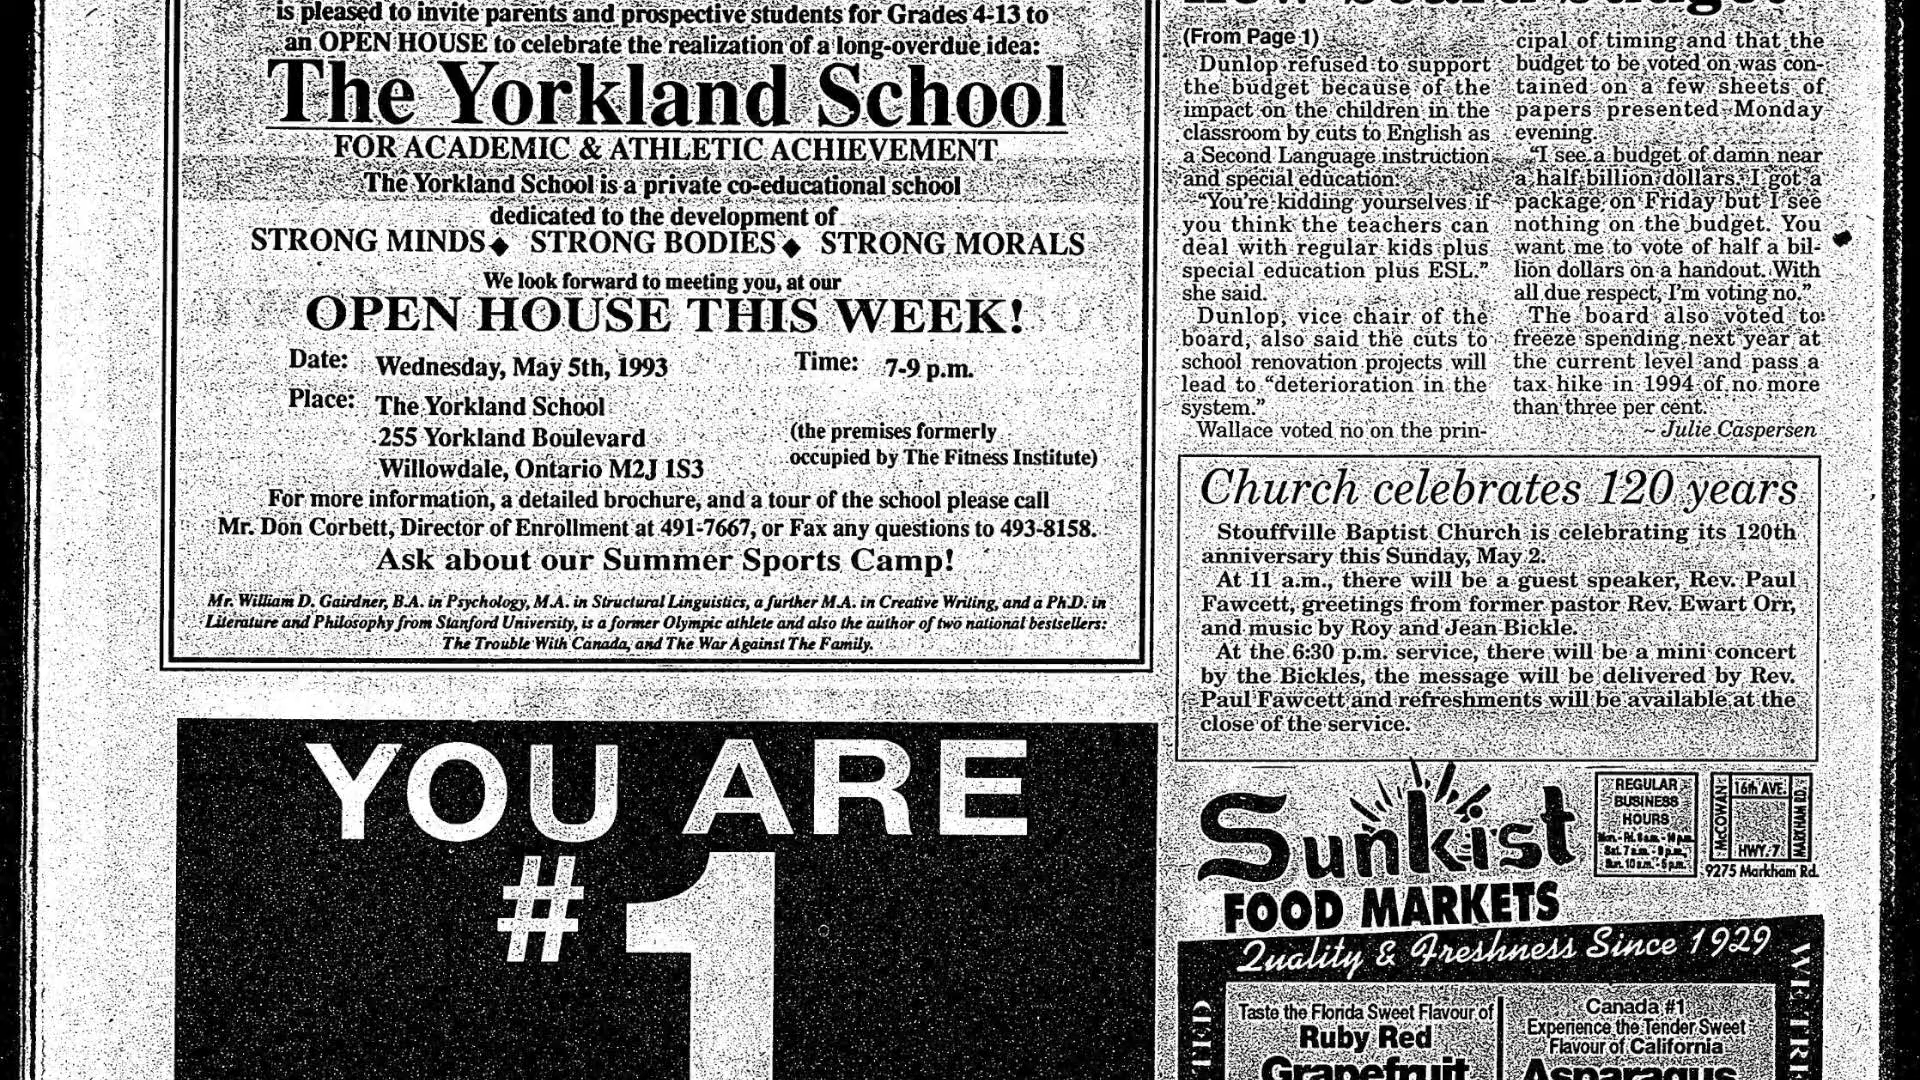 is pleased to invite parents and prospective students for Grades 4-13 to
an OPEN HOUSE to celebrate the realization of a long-overdue idea:
The Yorkland School
FOR ACADEMIC & ATHLETIC ACHIEVEMENT
The Yorkland School is a private co-educational school
dedicated to the development of
STRONG MINDS◆ STRONG BODIES◆ STRONG MORALS
We look forward to meeting you, at our
OPEN HOUSE THIS WEEK!
Date: Wednesday, May 5th, 1993 Time: 7-9 p.m.
Place: The Yorkland School
255 Yorkland Boulevard
Willowdale, Ontario M2J 1S3
(the premises formerly
occupied by The Fitness Institute)
For more information, a detailed brochure, and a tour of the school please call
Mr. Don Corbett, Director of Enrollment at 491-7667, or Fax any questions to 493-8158.
Ask about our Summer Sports Camp!
Mr. William D. Gairdner, B.A. in Psychology, M.A. in Structural Linguistics, a further M.A. in Creative Writing, and a Ph.D. in
Literature and Philosophy from Stanford University, is a former Olympic athlete and also the author of two national bestsellers:
The Trouble With Canada, and The War Against The Family.
YOU ARE
#1
(From Page 1)
Dunlop refused to support
the budget because of the
impact on the children in the
classroom by cuts to English as
a Second Language instruction
and special education.
"You're kidding yourselves if
you think the teachers can
deal with regular kids plus
special education plus ESL."
she said.
Dunlop, vice chair of the
board, also said the cuts to
school renovation projects will
lead to "deterioration in the
system."
Wallace voted no on the prin-
cipal of timing and that the
budget to be voted on was con-
tained on a few sheets of
papers presented Monday
evening.
"I see a budget of damn near
a half billion dollars. I got a
package on Friday but I see
nothing on the budget. You
want me to vote of half a bil-
lion dollars on a handout. With
all due respect, I'm voting no."
The board also voted to
freeze spending next year at
the current level and pass a
tax hike in 1994 of no more
than three per cent.
~ Julie Caspersen
Church celebrates 120 years
Stouffville Baptist Church is celebrating its 120th
anniversary this Sunday, May 2.
At 11 a.m., there will be a guest speaker, Rev. Paul
Fawcett, greetings from former pastor Rev. Ewart Orr,
and music by Roy and Jean Bickle.
At the 6:30 p.m. service, there will be a mini concert
by the Bickles, the message will be delivered by Rev.
Paul Fawcett and refreshments will be available at the
close of the service.
Sunkist
FOOD MARKETS
Quality & Freshness Since 1929
REGULAR
BUSINESS
HOURS
McCOWAN
16th AVE.
MARKHAM RD.
HWY. 7
9275 Markham Rd.
Taste the Florida Sweet Flavour of
Ruby Red
Grapefruit
Canada #1
Experience the Tender Sweet
Flavour of California
Asparagus